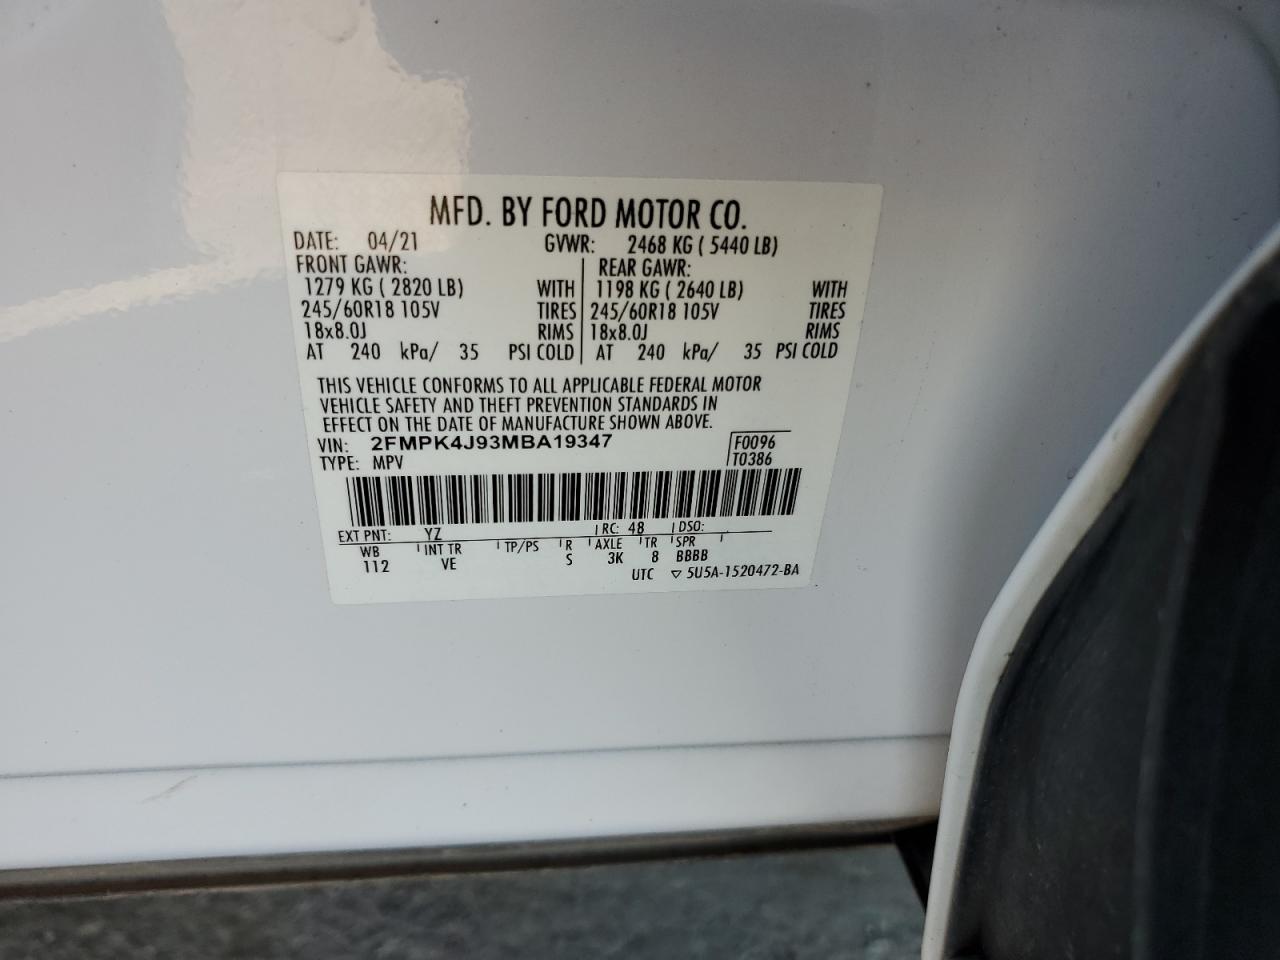 MFD. BY FORD MOTOR CO.
DATE: 04/21 GVWR: 2468 KG ( 5440 LB)
FRONT GAWR: REAR GAWR:
1279 KG ( 2820 LB) WITH 1198 KG ( 2640 LB) WITH
245/60R18 105V TIRES 245/60R18 105V TIRES
18x8.0J RIMS 18x8.0J RIMS
AT 240 kPa/ 35 PSI COLD AT 240 kPa/ 35 PSI COLD
THIS VEHICLE CONFORMS TO ALL APPLICABLE FEDERAL MOTOR
VEHICLE SAFETY AND THEFT PREVENTION STANDARDS IN
EFFECT ON THE DATE OF MANUFACTURE SHOWN ABOVE.
VIN: 2FMPK4J93MBA19347 F0096
TYPE: MPV T0386
EXT PNT: YZ RC: 48 DSO:
WB INT TR TP/PS R AXLE TR SPR
112 VE S 3K 8 BBBB
UTC ▽ 5U5A-1520472-BA